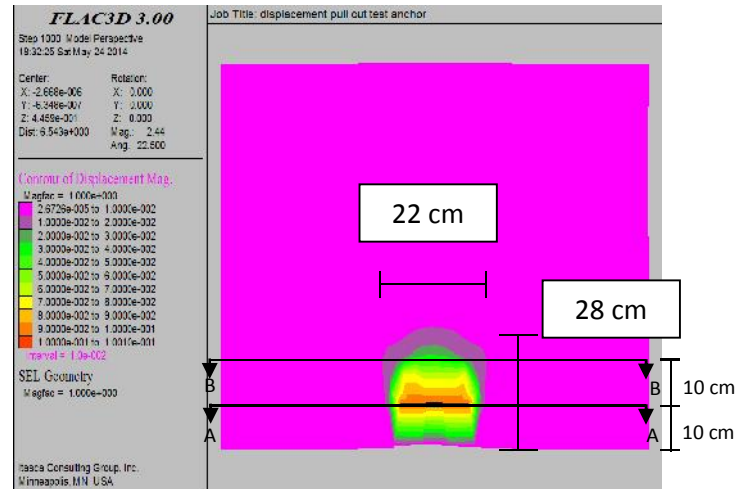 FLAC3D 3.00
Step 1000 Model Perspective
18:32:25 Sat May 24 2014
Center:
X: -2.668e-006
Y: -6.348e-007
Z: 4.459e-001
Dist: 6.543e+000
Rotation:
X: 0.000
Y: 0.000
Z: 0.000
Mag.: 2.44
Ang.: 22.500
Contour of Displacement Mag.
Magfac = 1.000e+000
2.6726e-005 to 1.0000e-002
1.0000e-002 to 2.0000e-002
2.0000e-002 to 3.0000e-002
3.0000e-002 to 4.0000e-002
4.0000e-002 to 5.0000e-002
5.0000e-002 to 6.0000e-002
6.0000e-002 to 7.0000e-002
7.0000e-002 to 8.0000e-002
8.0000e-002 to 9.0000e-002
9.0000e-002 to 1.0000e-001
1.0000e-001 to 1.0010e-001
Interval = 1.0e-002
SEL Geometry
Magfac = 1.000e+000
Itasca Consulting Group, Inc.
Minneapolis, MN USA
Job Title: displacement pull out test anchor
22 cm
28 cm
B
B
10 cm
A
A
10 cm